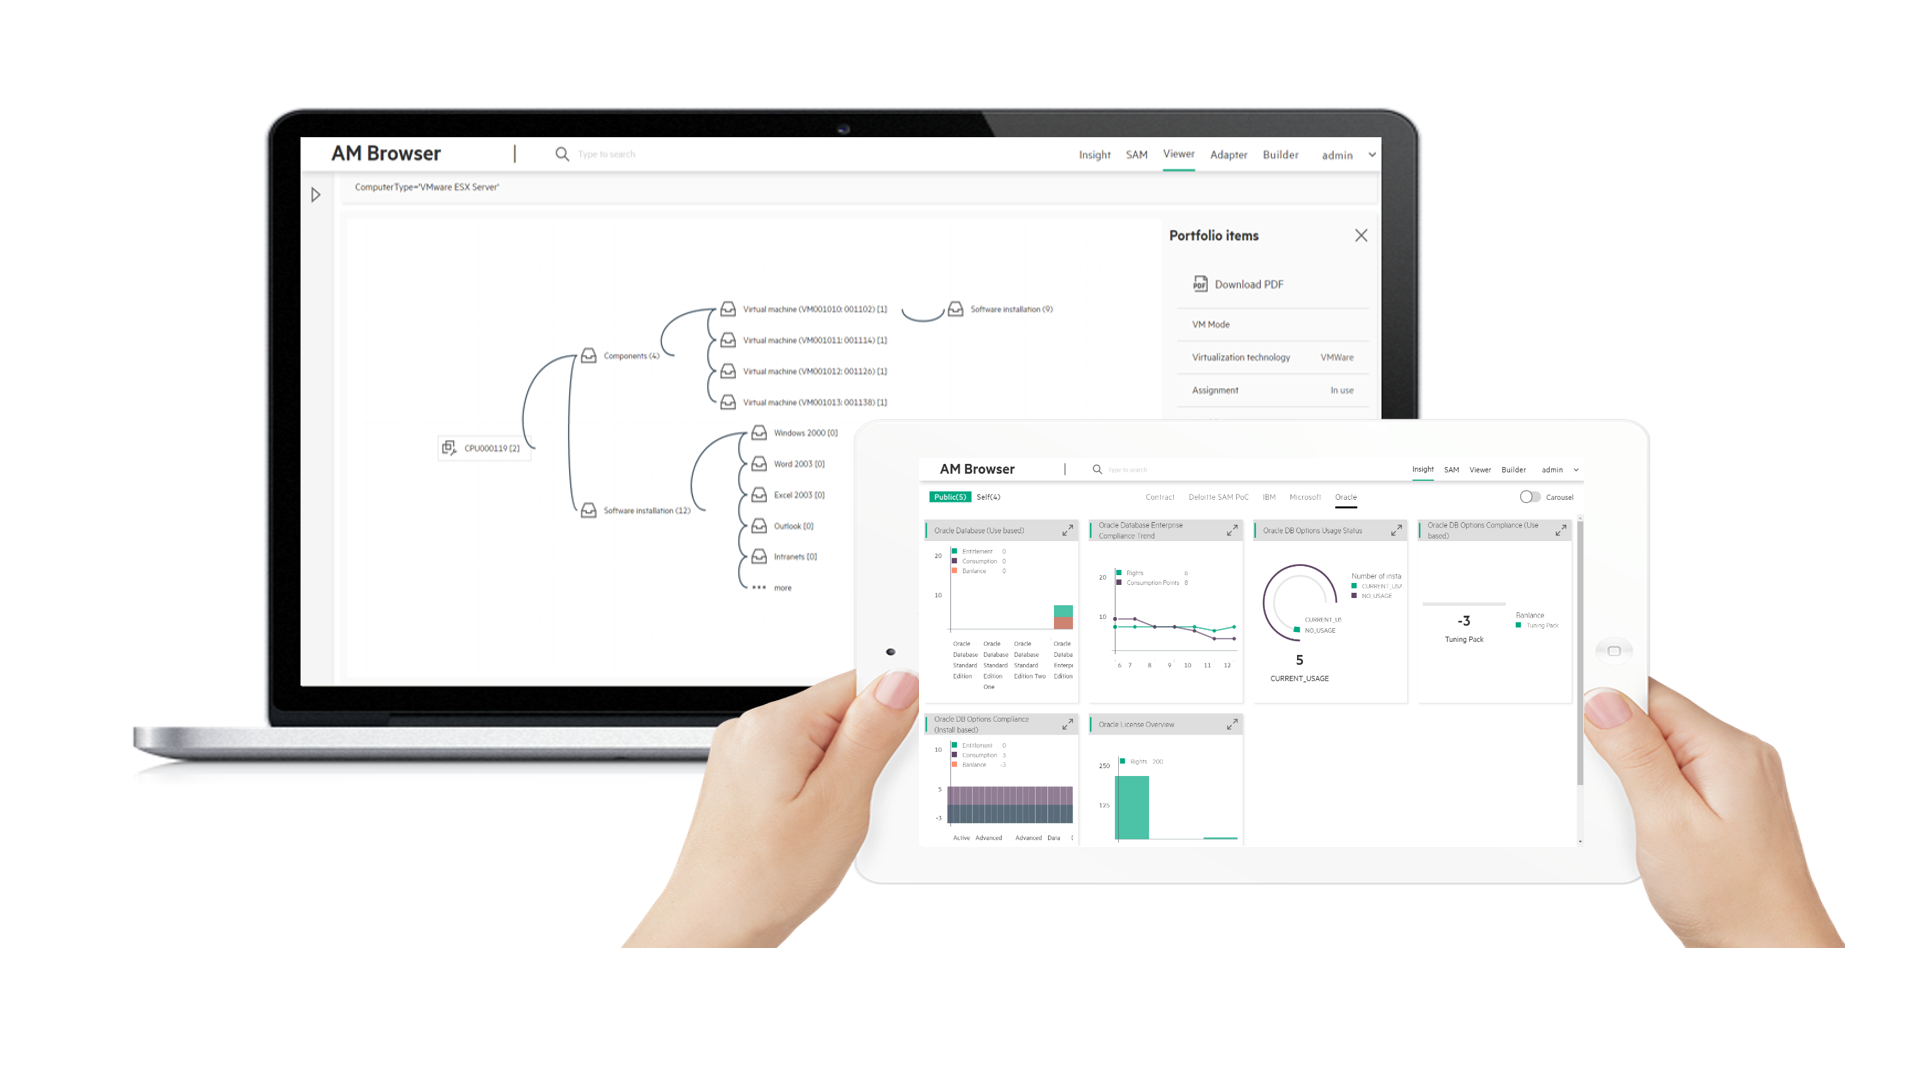 AM Browser | Type to search Insight SAM Viewer Adapter Builder admin
ComputerType='VMware ESX Server'
Portfolio items
PDF Download PDF
VM Mode
Virtualization technology VMWare
Assignment In use
Virtual machine (VM001010; 001102) [1]
Software installation (9)
Virtual machine (VM001011; 001114) [1]
Components (4)
Virtual machine (VM001012; 001126) [1]
Virtual machine (VM001013; 001138) [1]
CPU000119 [2]
Windows 2000 [0]
Word 2003 [0]
Excel 2003 [0]
Software installation (12)
Outlook [0]
Intranets [0]
more
AM Browser | Type to search Insight SAM Viewer Builder admin
Public(5) Self(4) Contract Deloitte SAM PoC IBM Microsoft Oracle Carousel
Oracle Database (Use based)
20
10
Entitlement 0
Consumption 0
Banlance 0
Oracle Database Standard Edition
Oracle Database Standard Edition One
Oracle Database Standard Edition Two
Oracle Databa Enterpr Edition
Oracle Database Enterprise
Compliance Trend
20
10
Rights 6
Consumption Points 8
6 7 8 9 10 11 12
Oracle DB Options Usage Status
Number of insta
CURRENT_USA
NO_USAGE
CURRENT_US
NO_USAGE
5
CURRENT_USAGE
Oracle DB Options Compliance (Use
based)
-3
Tuning Pack
Banlance
Tuning Pack
Oracle DB Options Compliance
(Install based)
10
5
-3
Entitlement 0
Consumption 3
Banlance -3
Active Advanced Advanced Data
Oracle License Overview
250
125
Rights 200